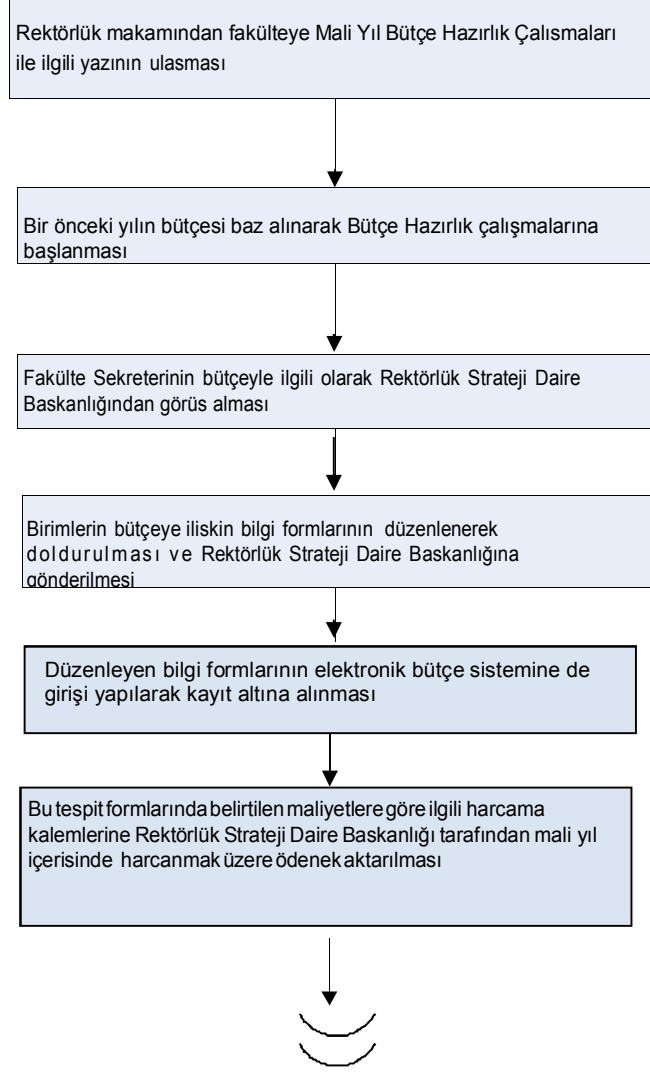 Rektörlük makamından fakülteye Mali Yıl Bütçe Hazırlık Çalısmaları
ile ilgili yazının ulasması
Bir önceki yılın bütçesi baz alınarak Bütçe Hazırlık çalışmalarına
başlanması
Fakülte Sekreterinin bütçeyle ilgili olarak Rektörlük Strateji Daire
Baskanlığından görüs alması
Birimlerin bütçeye iliskin bilgi formlarının düzenlenerek
doldurulması ve Rektörlük Strateji Daire Baskanlığına
gönderilmesi
Düzenleyen bilgi formlarının elektronik bütçe sistemine de
girişi yapılarak kayıt altına alınması
Bu tespit formlarında belirtilen maliyetlere göre ilgili harcama
kalemlerine Rektörlük Strateji Daire Baskanlığı tarafından mali yıl
içerisinde harcanmak üzere ödenek aktarılması